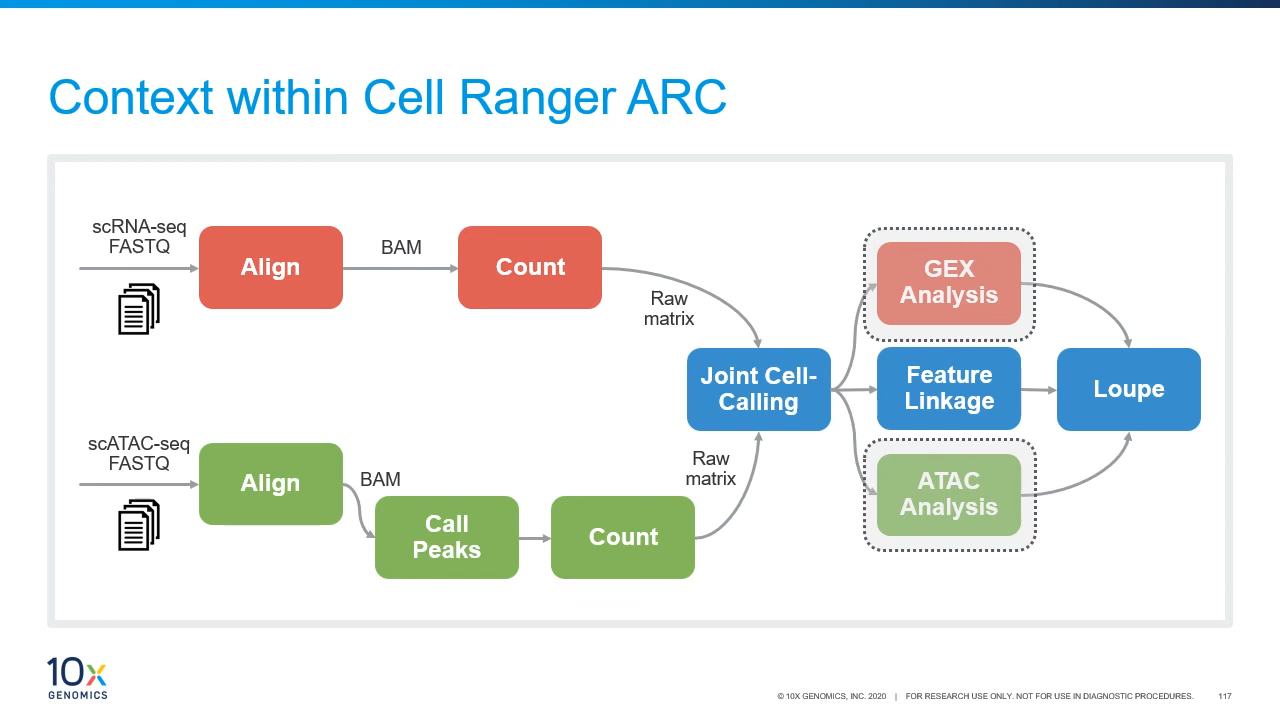 Context within Cell Ranger ARC
scRNA-seq
FASTQ
Align
BAM
Count
Raw
matrix
GEX
Analysis
Joint Cell-
Calling
Feature
Linkage
Loupe
scATAC-seq
FASTQ
Align
BAM
Call
Peaks
Count
Raw
matrix
ATAC
Analysis
10x
GENOMICS
© 10X GENOMICS, INC. 2020 | FOR RESEARCH USE ONLY. NOT FOR USE IN DIAGNOSTIC PROCEDURES. 117